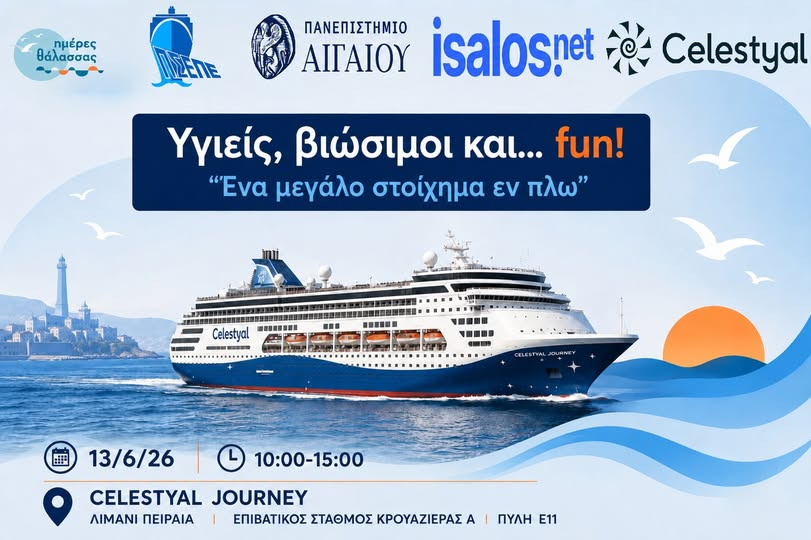 ημέρες
θάλασσας
ΠΑΝΕΠΙΣΤΗΜΙΟ
ΑΙΓΑΙΟΥ
isalos.net
Celestyal
Υγιείς, βιώσιμοι και... fun!
“Ένα μεγάλο στοίχημα εν πλω”
Celestyal
CELESTYAL JOURNEY
13/6/26 | 10:00-15:00
CELESTYAL JOURNEY
ΛΙΜΑΝΙ ΠΕΙΡΑΙΑ | ΕΠΙΒΑΤΙΚΟΣ ΣΤΑΘΜΟΣ ΚΡΟΥΑΖΙΕΡΑΣ Α | ΠΥΛΗ Ε11